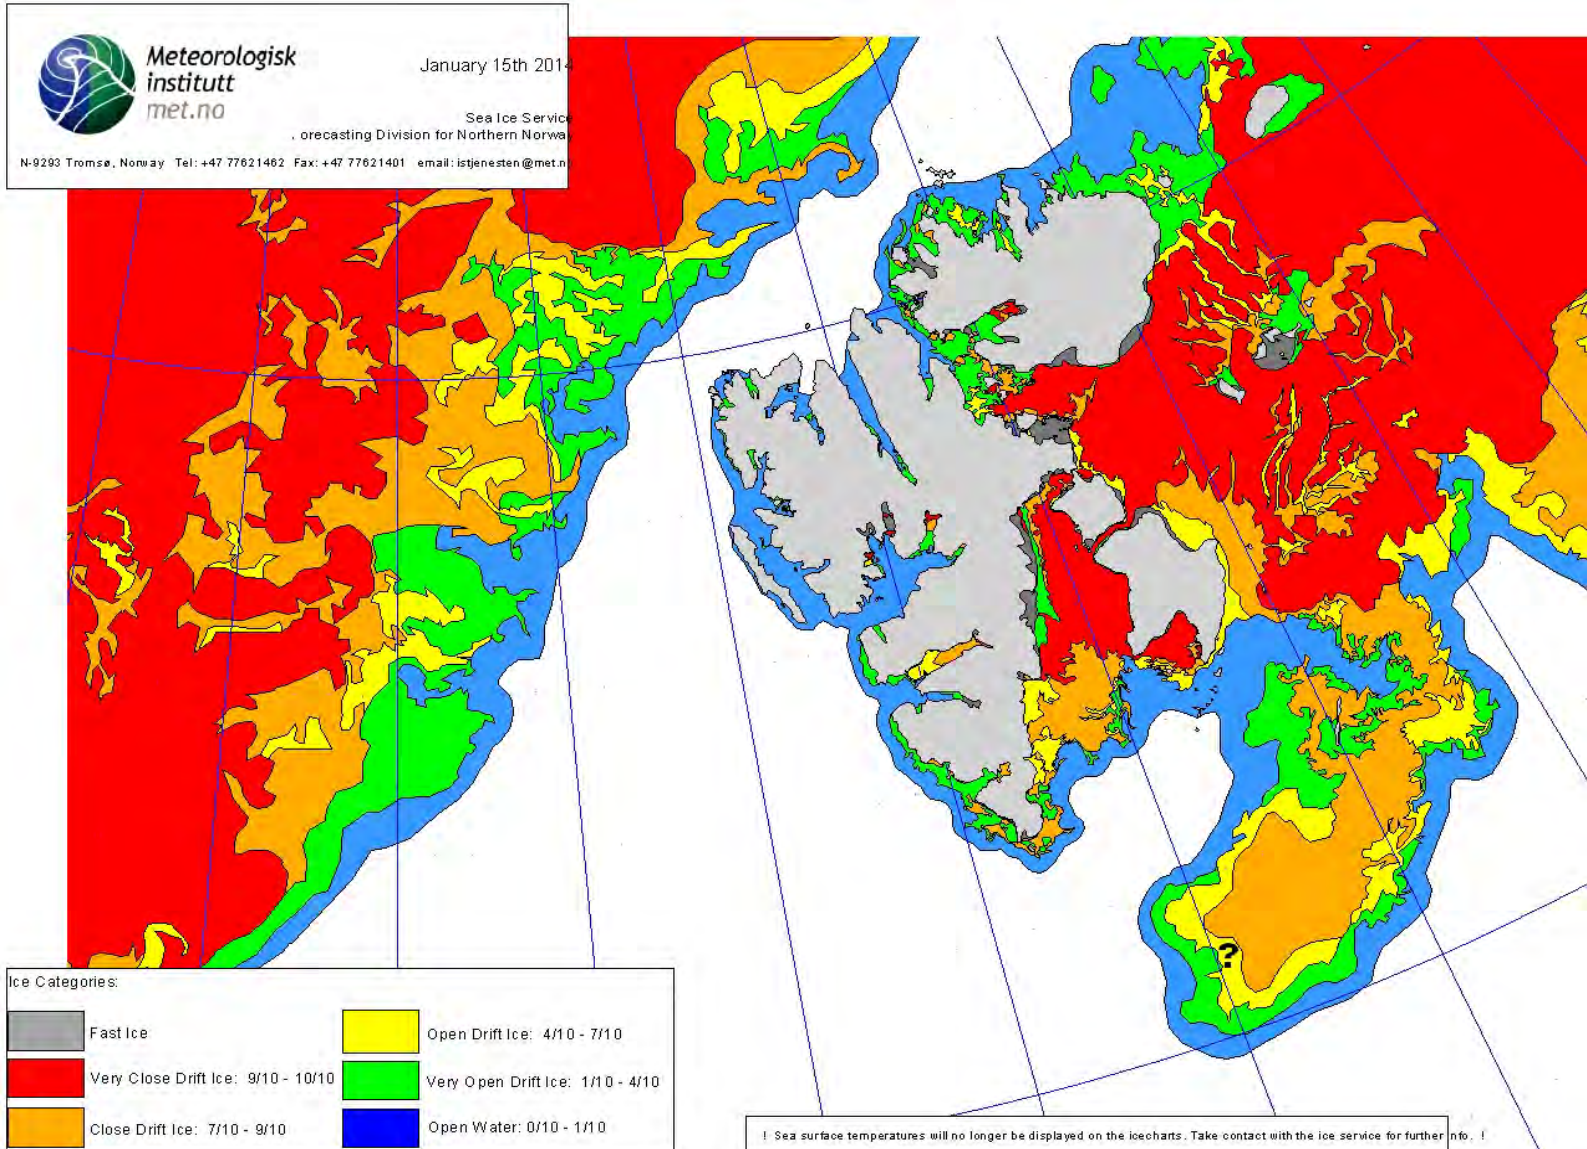 Meteorologisk
institutt
met.no
January 15th 2014
Sea Ice Service
. orecasting Division for Northern Norway
N-9293 Tromsø, Norway Tel: +47 77621462 Fax: +47 77621401 email: istjenesten@met.n
?
Ice Categories:
Fast Ice
Open Drift Ice: 4/10 - 7/10
Very Close Drift Ice: 9/10 - 10/10
Very Open Drift Ice: 1/10 - 4/10
Close Drift Ice: 7/10 - 9/10
Open Water: 0/10 - 1/10
! Sea surface temperatures will no longer be displayed on the icecharts. Take contact with the ice service for further info. !